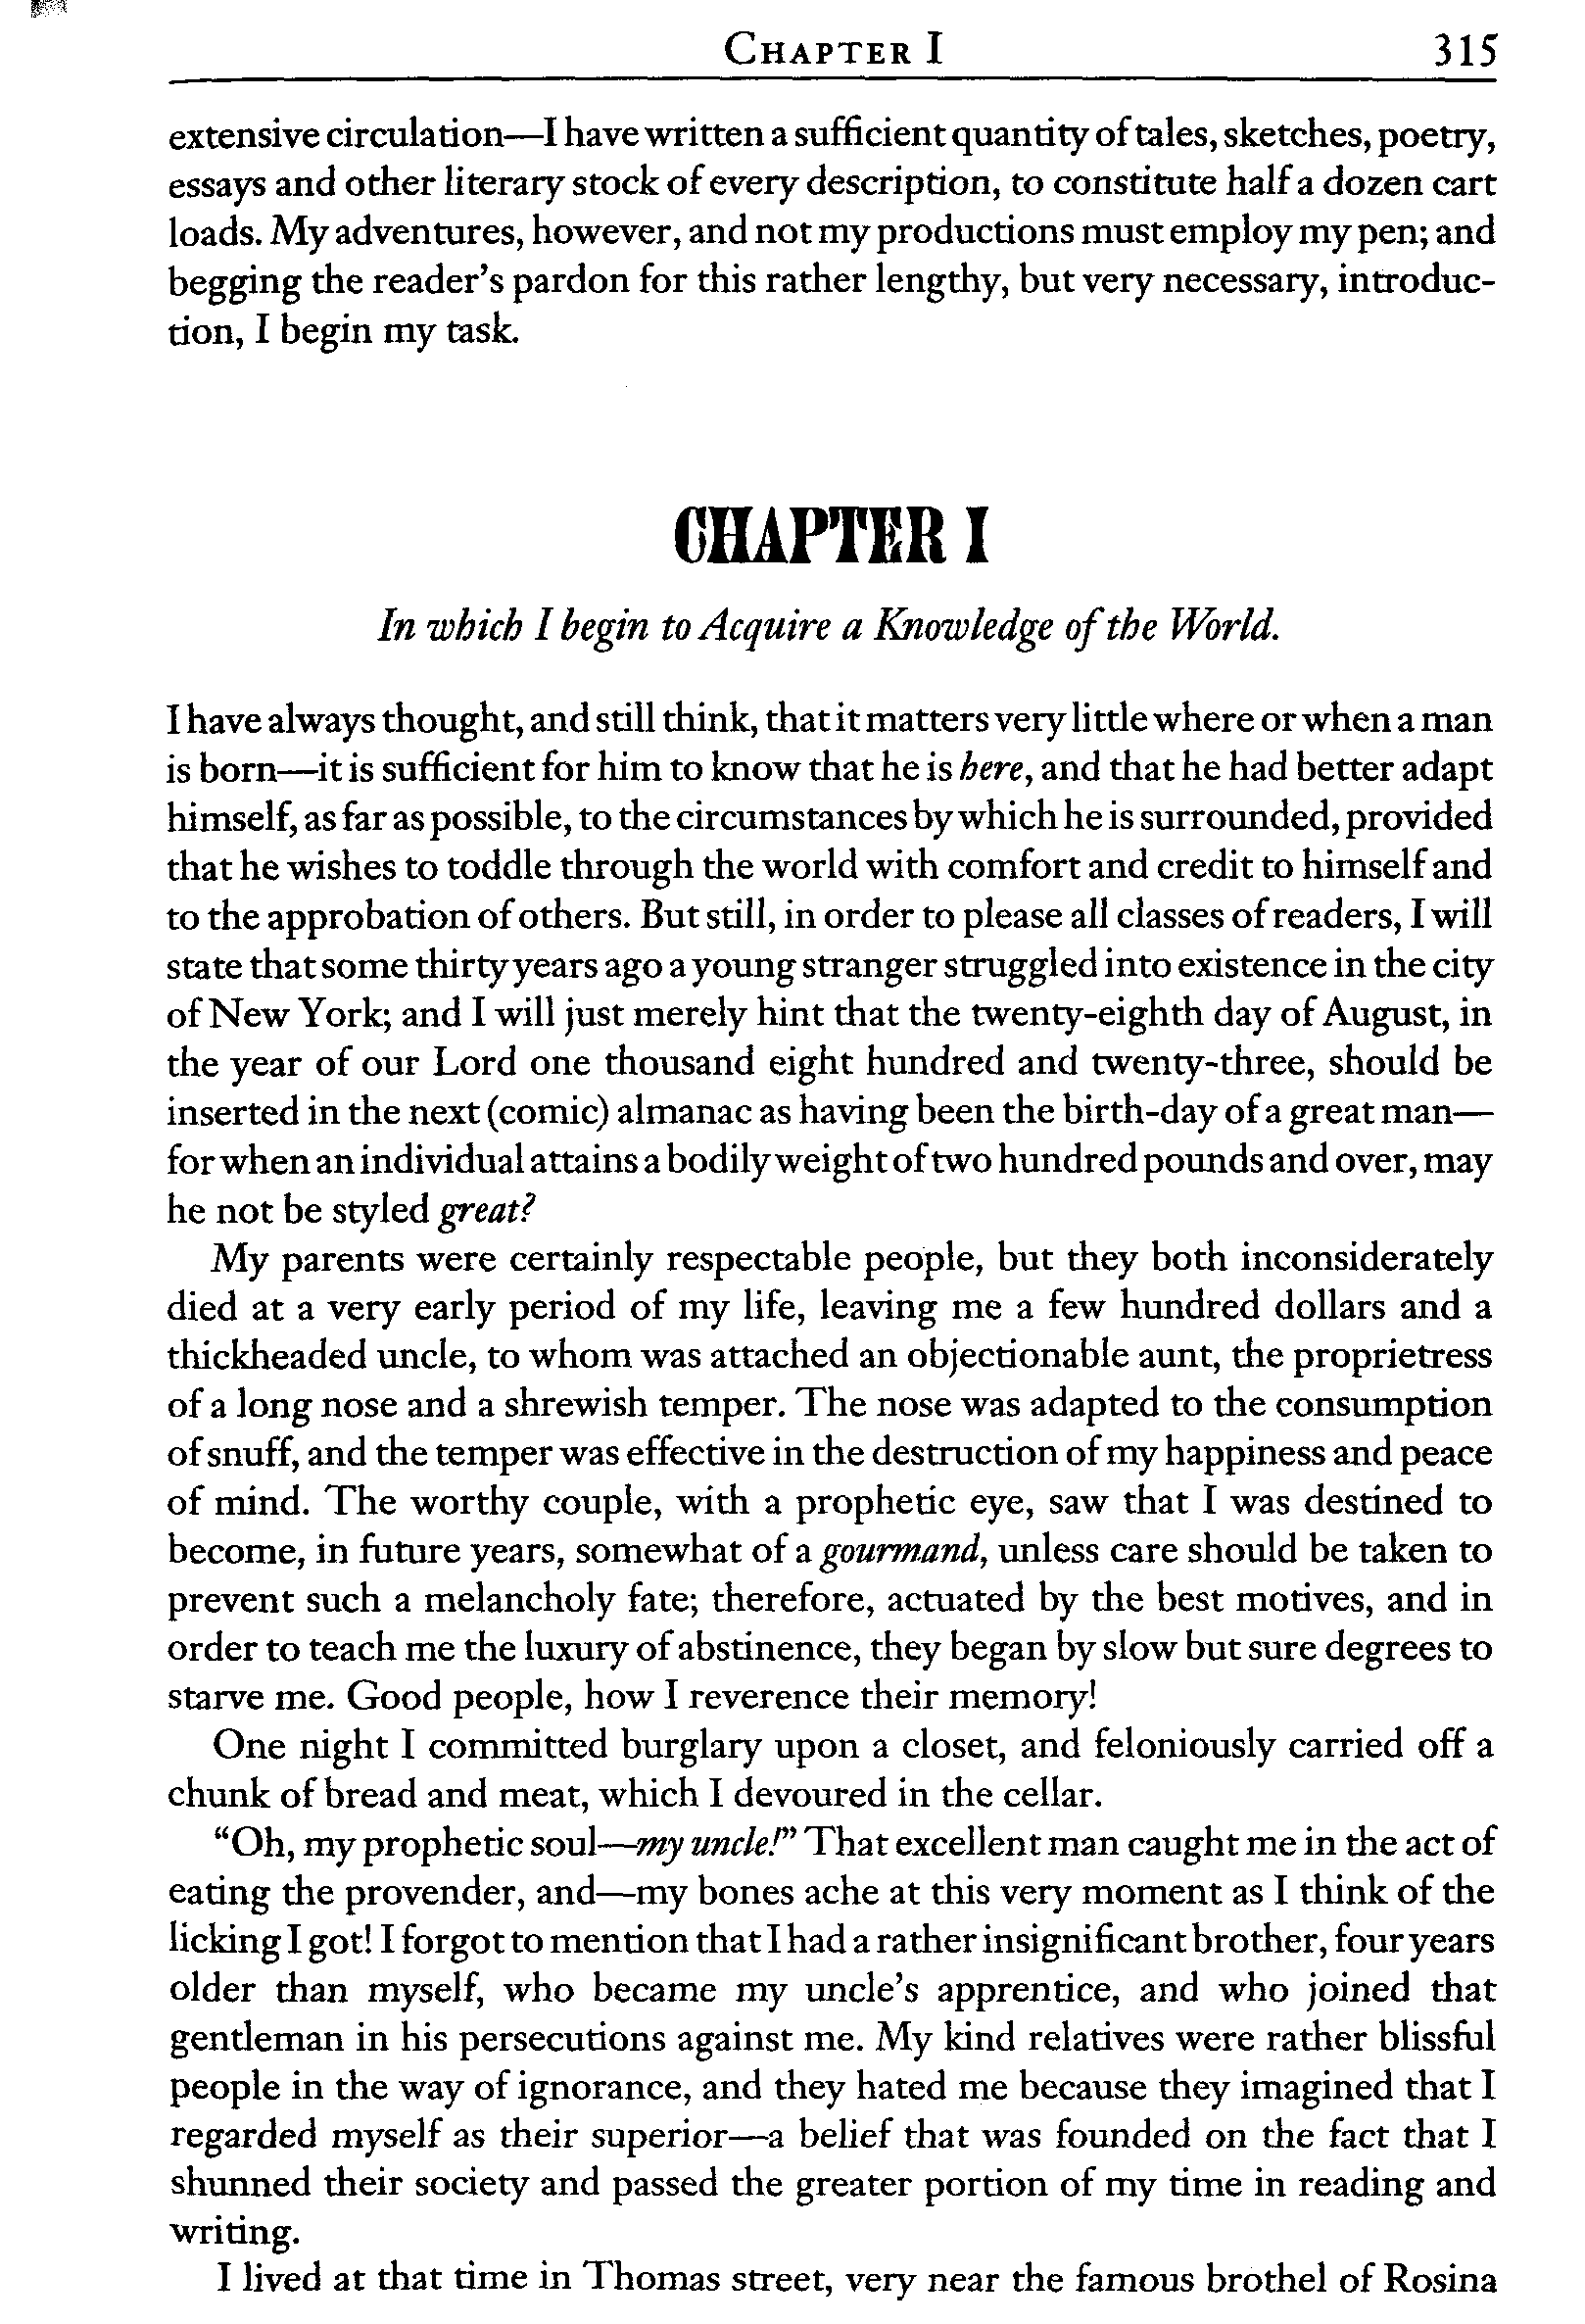 CHAPTER I 315
extensive circulation—I have written a sufficient quantity of tales, sketches, poetry,
essays and other literary stock of every description, to constitute half a dozen cart
loads. My adventures, however, and not my productions must employ my pen; and
begging the reader's pardon for this rather lengthy, but very necessary, introduc-
tion, I begin my task.
CHAPTER I
In which I begin to Acquire a Knowledge of the World.
I have always thought, and still think, that it matters very little where or when a man
is born—it is sufficient for him to know that he is here, and that he had better adapt
himself, as far as possible, to the circumstances by which he is surrounded, provided
that he wishes to toddle through the world with comfort and credit to himself and
to the approbation of others. But still, in order to please all classes of readers, I will
state that some thirty years ago a young stranger struggled into existence in the city
of New York; and I will just merely hint that the twenty-eighth day of August, in
the year of our Lord one thousand eight hundred and twenty-three, should be
inserted in the next (comic) almanac as having been the birth-day of a great man—
for when an individual attains a bodily weight of two hundred pounds and over, may
he not be styled great?
My parents were certainly respectable people, but they both inconsiderately
died at a very early period of my life, leaving me a few hundred dollars and a
thickheaded uncle, to whom was attached an objectionable aunt, the proprietress
of a long nose and a shrewish temper. The nose was adapted to the consumption
of snuff, and the temper was effective in the destruction of my happiness and peace
of mind. The worthy couple, with a prophetic eye, saw that I was destined to
become, in future years, somewhat of a gourmand, unless care should be taken to
prevent such a melancholy fate; therefore, actuated by the best motives, and in
order to teach me the luxury of abstinence, they began by slow but sure degrees to
starve me. Good people, how I reverence their memory!
One night I committed burglary upon a closet, and feloniously carried off a
chunk of bread and meat, which I devoured in the cellar.
“Oh, my prophetic soul—my uncle!” That excellent man caught me in the act of
eating the provender, and—my bones ache at this very moment as I think of the
licking I got! I forgot to mention that I had a rather insignificant brother, four years
older than myself, who became my uncle's apprentice, and who joined that
gentleman in his persecutions against me. My kind relatives were rather blissful
people in the way of ignorance, and they hated me because they imagined that I
regarded myself as their superior—a belief that was founded on the fact that I
shunned their society and passed the greater portion of my time in reading and
writing.
I lived at that time in Thomas street, very near the famous brothel of Rosina